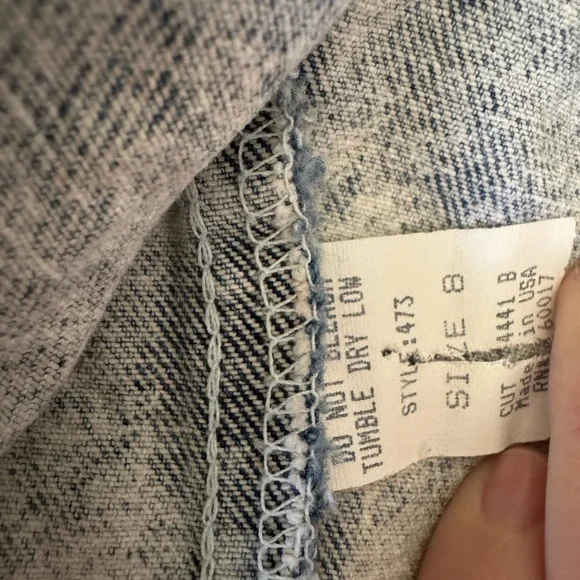 DO NOT BLEACH
TUMBLE DRY LOW
STYLE:473
SIZE 8
CUT 4441 B
Made in USA
RN# 60017